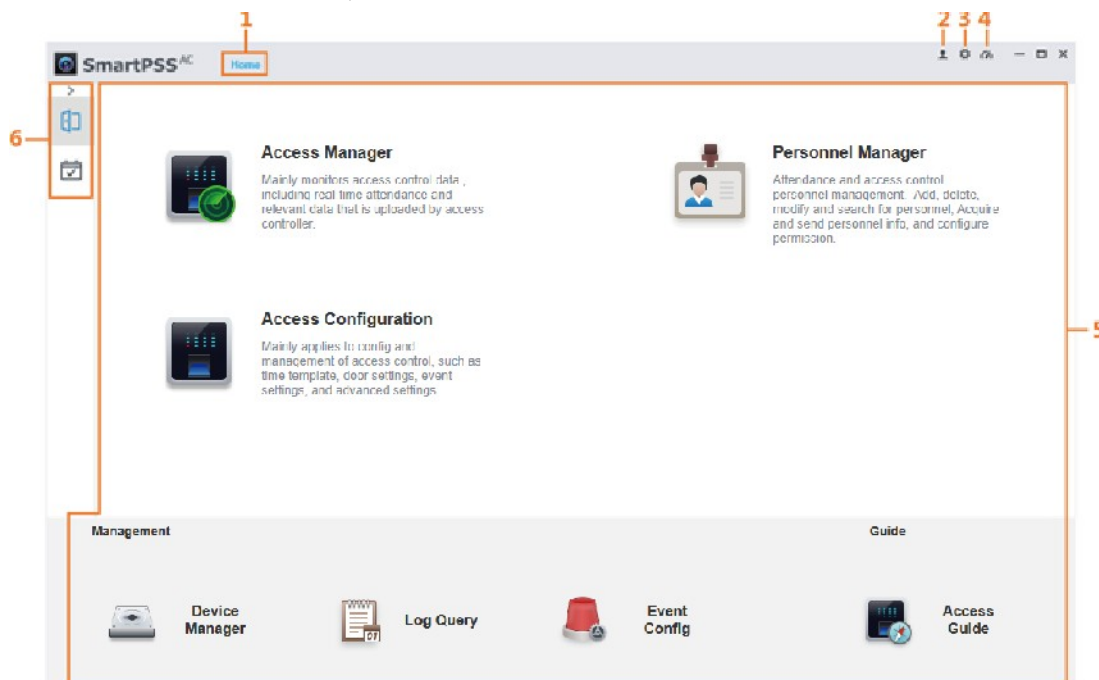 1
2 3 4
SmartPSS AC Home
6
Access Manager
Mainly monitors access control data ,
including real time attendance and
relevant data that is uploaded by access
controller.
Personnel Manager
Attendance and access control
personnel management. Add, delete,
modify and search for personnel, Acquire
and send personnel info, and configure
permission.
Access Configuration
Mainly applies to config and
management of access control, such as
time template, door settings, event
settings, and advanced settings
5
Management
Guide
Device
Manager
Log Query
01
Event
Config
Access
Guide